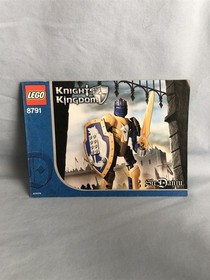 LEGO
8791
KNIGHTS'
KINGDOM
Sir Danju